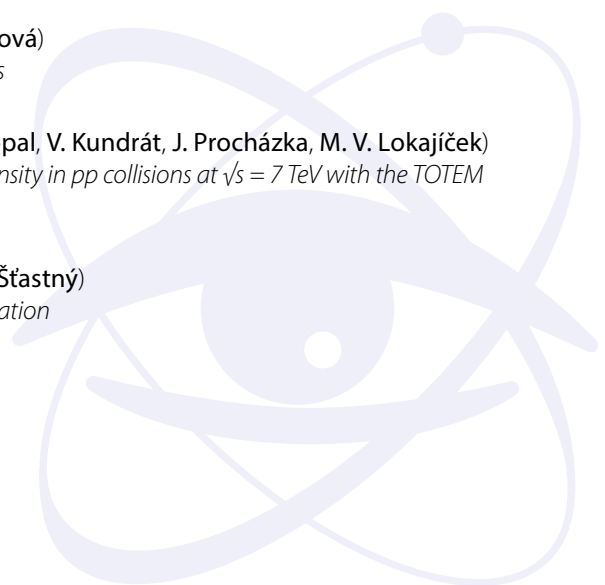 ová)
s
pal, V. Kundrát, J. Procházka, M. V. Lokajíček)
nsity in pp collisions at √s = 7 TeV with the TOTEM
Šťastný)
ation